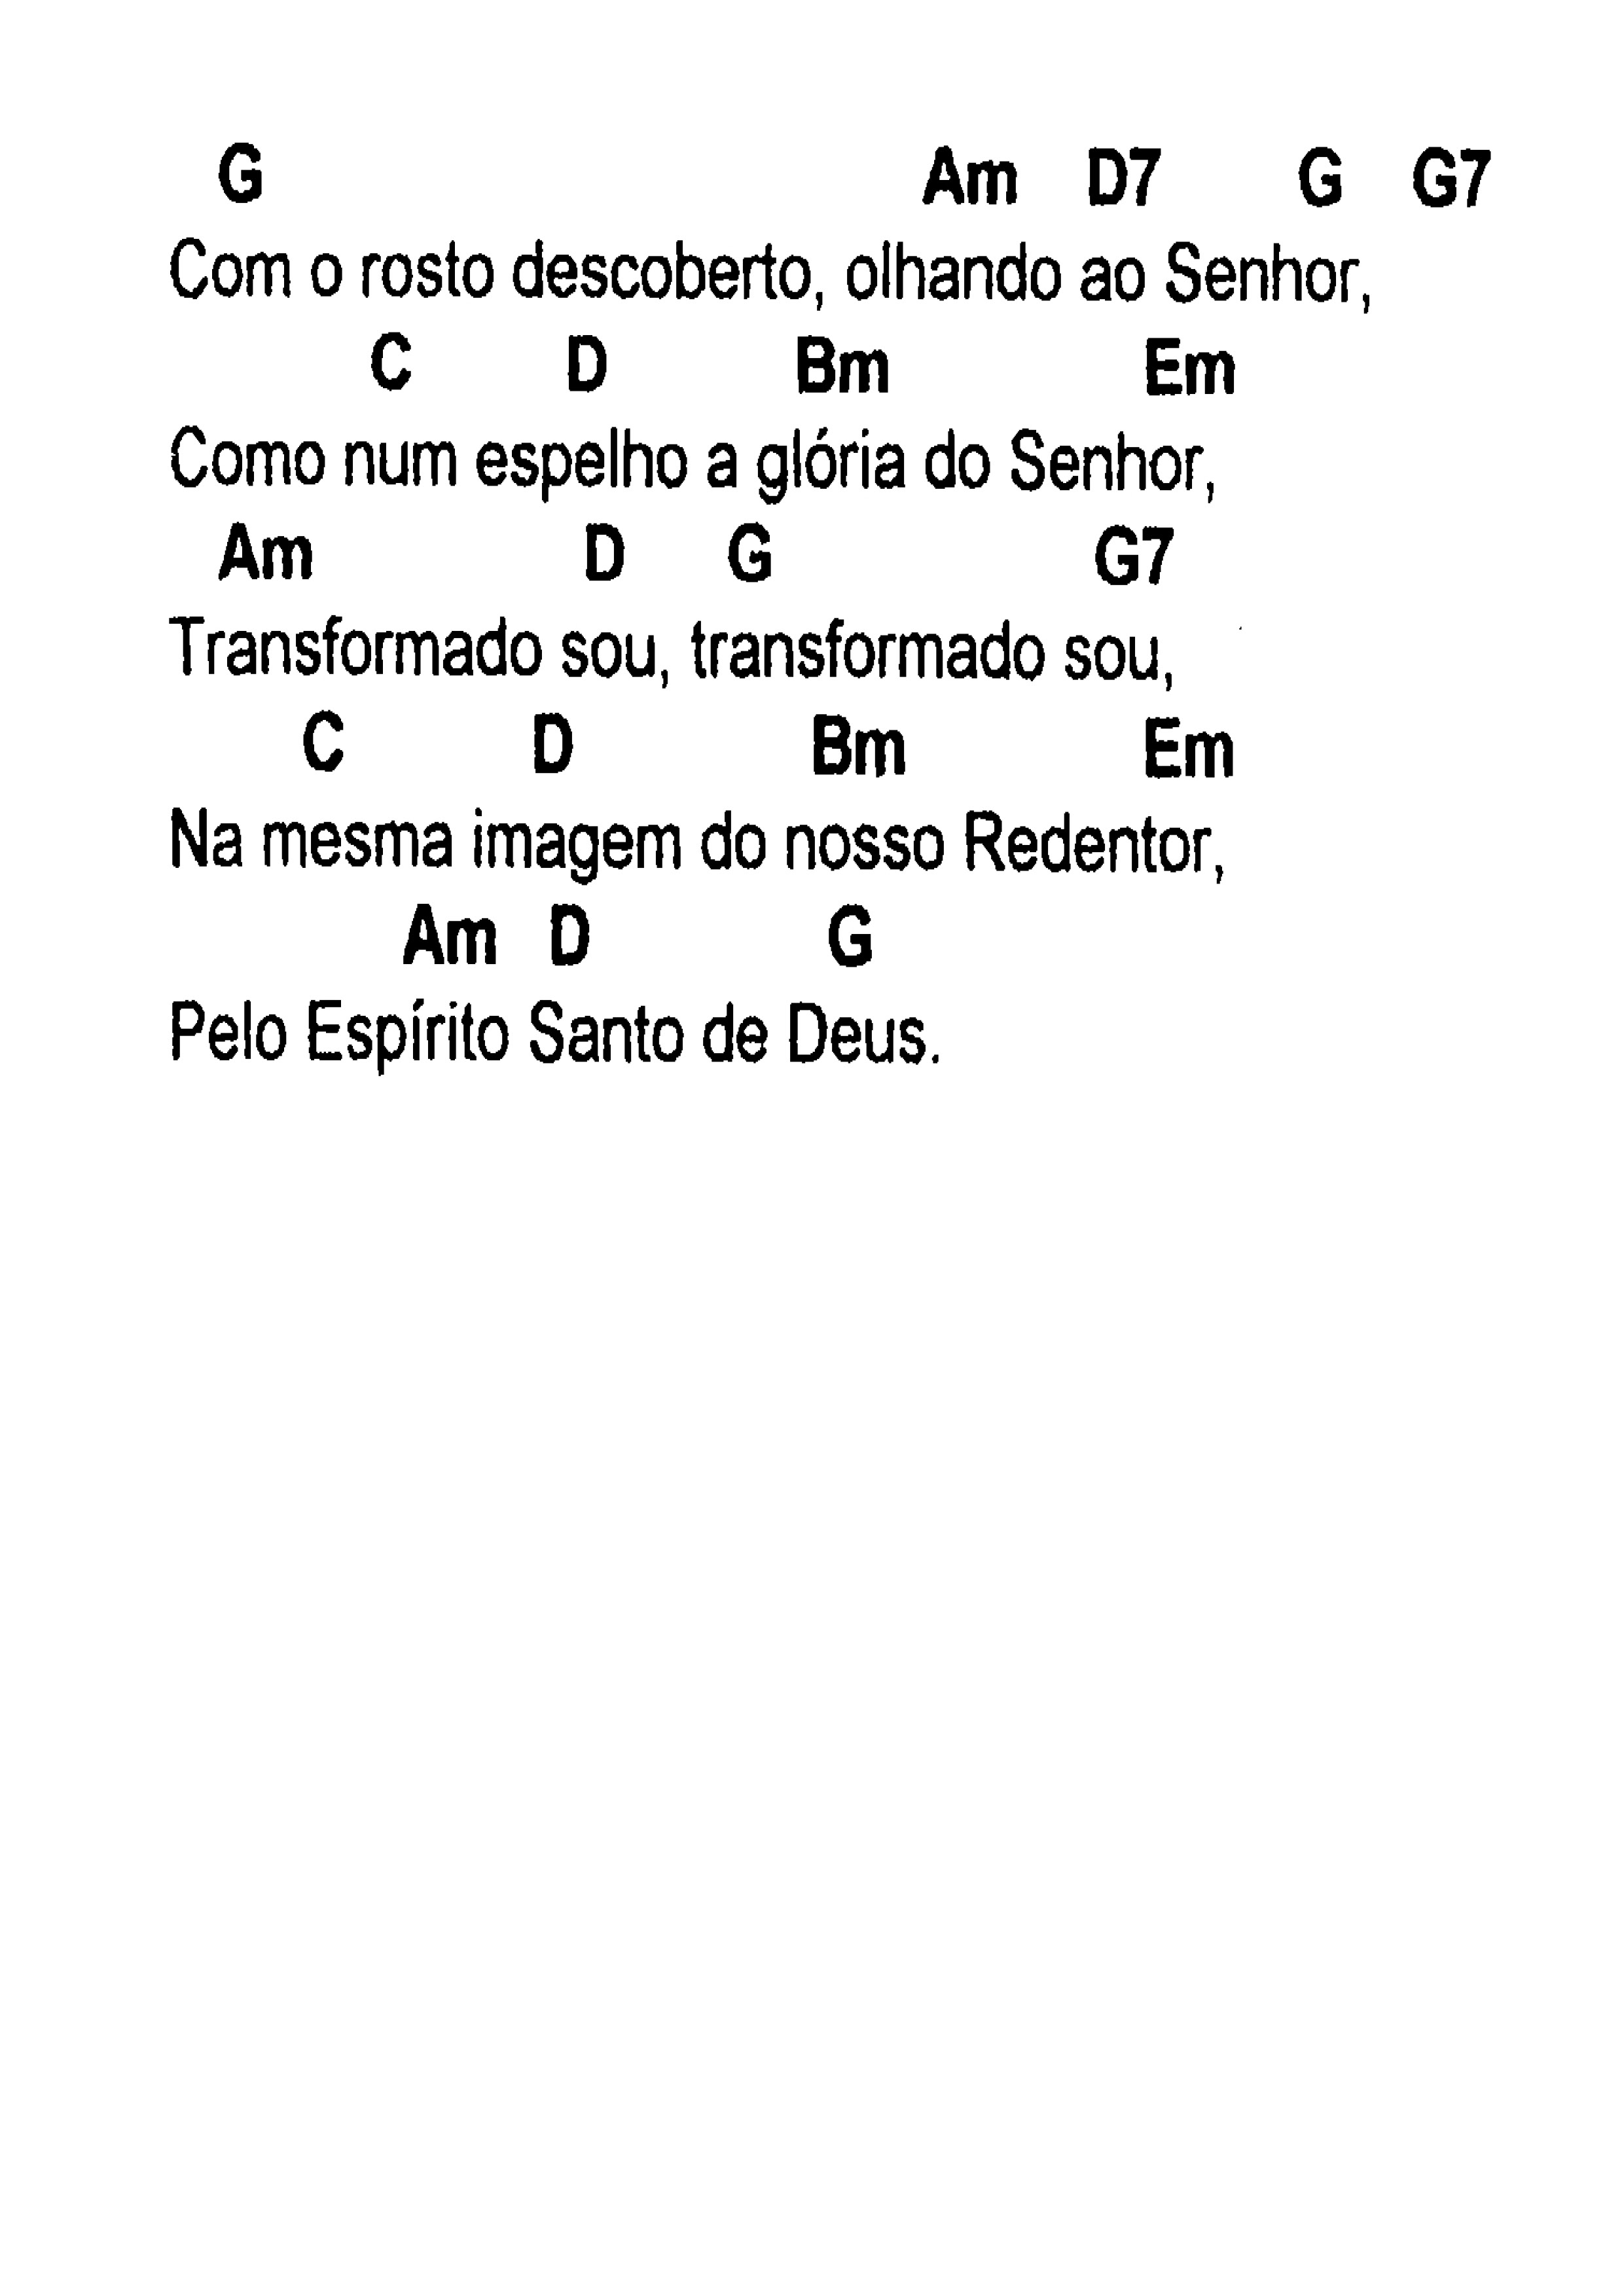 G Am D7 G G7
Com o rosto descoberto, olhando ao Senhor,
C D Bm Em
Como num espelho a glória do Senhor,
Am D G G7
Transformado sou, transformado sou,
C D Bm Em
Na mesma imagem do nosso Redentor,
Am D G
Pelo Espírito Santo de Deus.